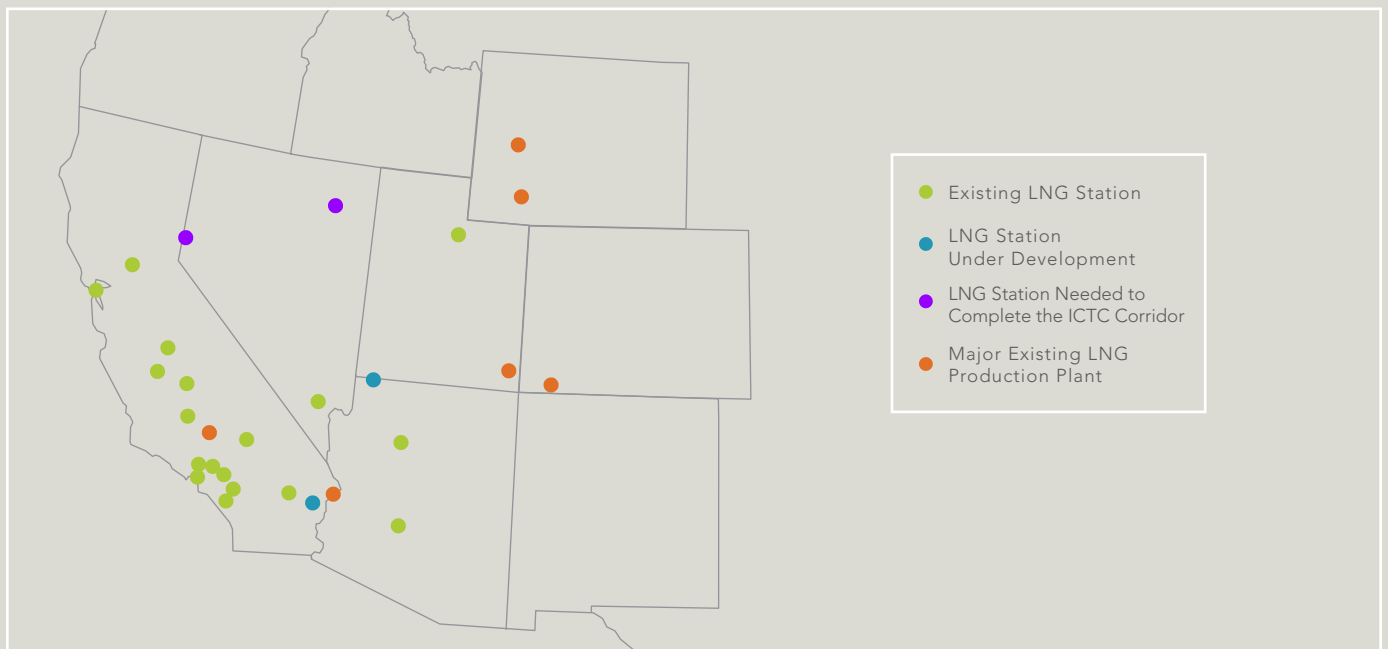 Existing LNG Station
LNG Station
Under Development
LNG Station Needed to
Complete the ICTC Corridor
Major Existing LNG
Production Plant